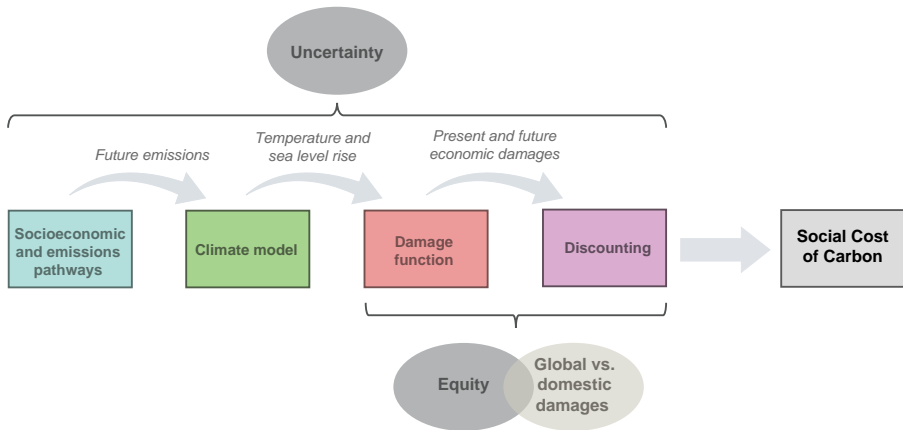 Uncertainty
Future emissions
Temperature and
sea level rise
Present and future
economic damages
Socioeconomic
and emissions
pathways
Climate model
Damage
function
Discounting
Social Cost
of Carbon
Equity
Global vs.
domestic
damages